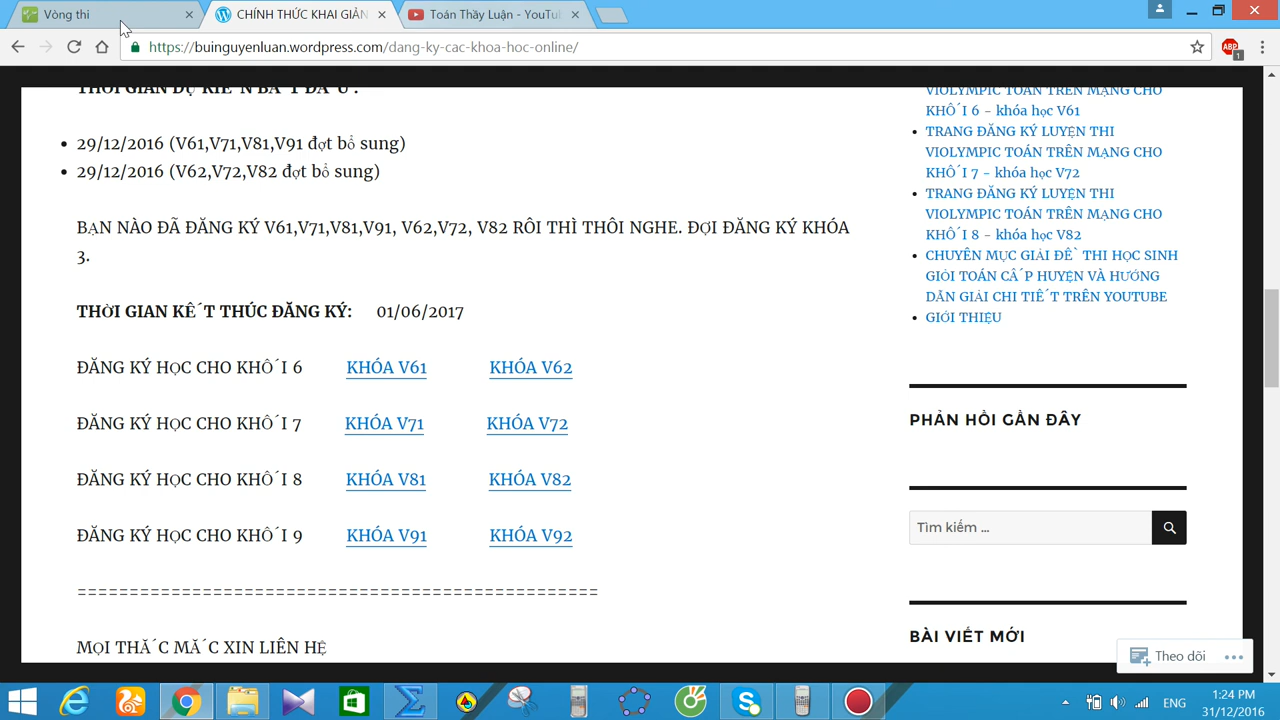 Vòng thi
CHÍNH THỨC KHAI GIẢN
Toán Thầy Luận - YouTu
https://buinguyenluan.wordpress.com/dang-ky-cac-khoa-hoc-online/
ABP
1
THỜI GIAN DỰ KIẾN BẮT ĐẦU :
29/12/2016 (V61,V71,V81,V91 đợt bổ sung)
29/12/2016 (V62,V72,V82 đợt bổ sung)
BẠN NÀO ĐÃ ĐĂNG KÝ V61,V71,V81,V91, V62,V72, V82 RÔI THÌ THÔI NGHE. ĐỢI ĐĂNG KÝ KHÓA
3.
THỜI GIAN KẾT THÚC ĐĂNG KÝ: 01/06/2017
ĐĂNG KÝ HỌC CHO KHỐI 6 KHÓA V61 KHÓA V62
ĐĂNG KÝ HỌC CHO KHỐI 7 KHÓA V71 KHÓA V72
ĐĂNG KÝ HỌC CHO KHỐI 8 KHÓA V81 KHÓA V82
ĐĂNG KÝ HỌC CHO KHỐI 9 KHÓA V91 KHÓA V92
==================================================
MỌI THẮC MẮC XIN LIÊN HỆ
VIOLYMPIC TOÁN TRÊN MẠNG CHO
KHỐI 6 – khóa học V61
TRANG ĐĂNG KÝ LUYỆN THI
VIOLYMPIC TOÁN TRÊN MẠNG CHO
KHỐI 7 – khóa học V72
TRANG ĐĂNG KÝ LUYỆN THI
VIOLYMPIC TOÁN TRÊN MẠNG CHO
KHỐI 8 – khóa học V82
CHUYÊN MỤC GIẢI ĐỀ THI HỌC SINH
GIỎI TOÁN CẤP HUYỆN VÀ HƯỚNG
DẪN GIẢI CHI TIẾT TRÊN YOUTUBE
GIỚI THIỆU
PHẢN HỒI GẦN ĐÂY
Tìm kiếm ...
BÀI VIẾT MỚI
Theo dõi
ENG
1:24 PM
31/12/2016